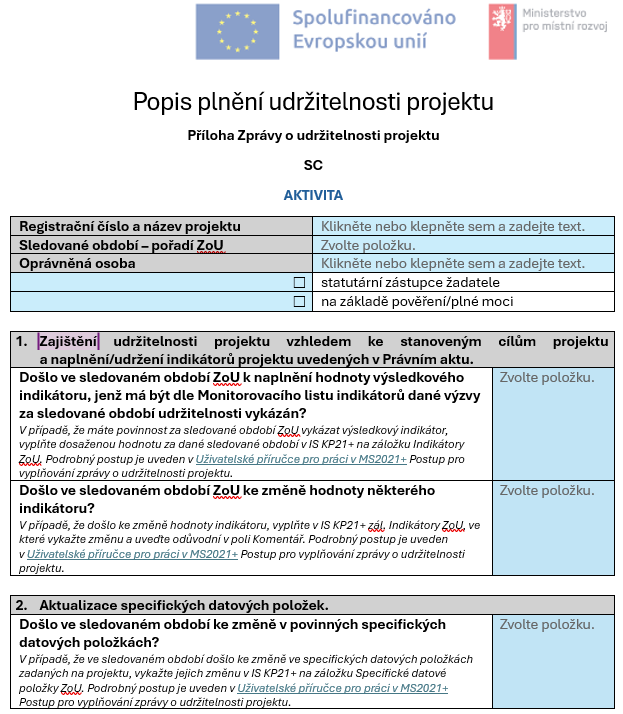 Spolufinancováno
Evropskou unií
Ministerstvo
pro místní rozvoj
Popis plnění udržitelnosti projektu
Příloha Zprávy o udržitelnosti projektu
SC
AKTIVITA
Registrační číslo a název projektu Klikněte nebo klepněte sem a zadejte text.
Sledované období – pořadí ZoU Zvolte položku.
Oprávněná osoba Klikněte nebo klepněte sem a zadejte text.
☐ statutární zástupce žadatele
☐ na základě pověření/plné moci
1. Zajištění udržitelnosti projektu vzhledem ke stanoveným cílům projektu
a naplnění/udržení indikátorů projektu uvedených v Právním aktu.
Došlo ve sledovaném období ZoU k naplnění hodnoty výsledkového Zvolte položku.
indikátoru, jenž má být dle Monitorovacího listu indikátorů dané výzvy
za sledované období udržitelnosti vykázán?
V případě, že máte povinnost za sledované období ZoU vykázat výsledkový indikátor,
vyplňte dosaženou hodnotu za dané sledované období v IS KP21+ na záložku Indikátory
ZoU. Podrobný postup je uveden v Uživatelské příručce pro práci v MS2021+ Postup pro
vyplňování zprávy o udržitelnosti projektu.
Došlo ve sledovaném období ZoU ke změně hodnoty některého Zvolte položku.
indikátoru?
V případě, že došlo ke změně hodnoty indikátoru, vyplňte v IS KP21+ zál. Indikátory ZoU, ve
které vykažte změnu a uveďte odůvodní v poli Komentář. Podrobný postup je uveden
v Uživatelské příručce pro práci v MS2021+ Postup pro vyplňování zprávy o udržitelnosti
projektu.
2. Aktualizace specifických datových položek.
Došlo ve sledovaném období ke změně v povinných specifických Zvolte položku.
datových položkách?
V případě, že ve sledovaném období došlo ke změně ve specifických datových položkách
zadaných na projektu, vykažte jejich změnu v IS KP21+ na záložku Specifické datové
položky ZoU. Podrobný postup je uveden v Uživatelské příručce pro práci v MS2021+
Postup pro vyplňování zprávy o udržitelnosti projektu.